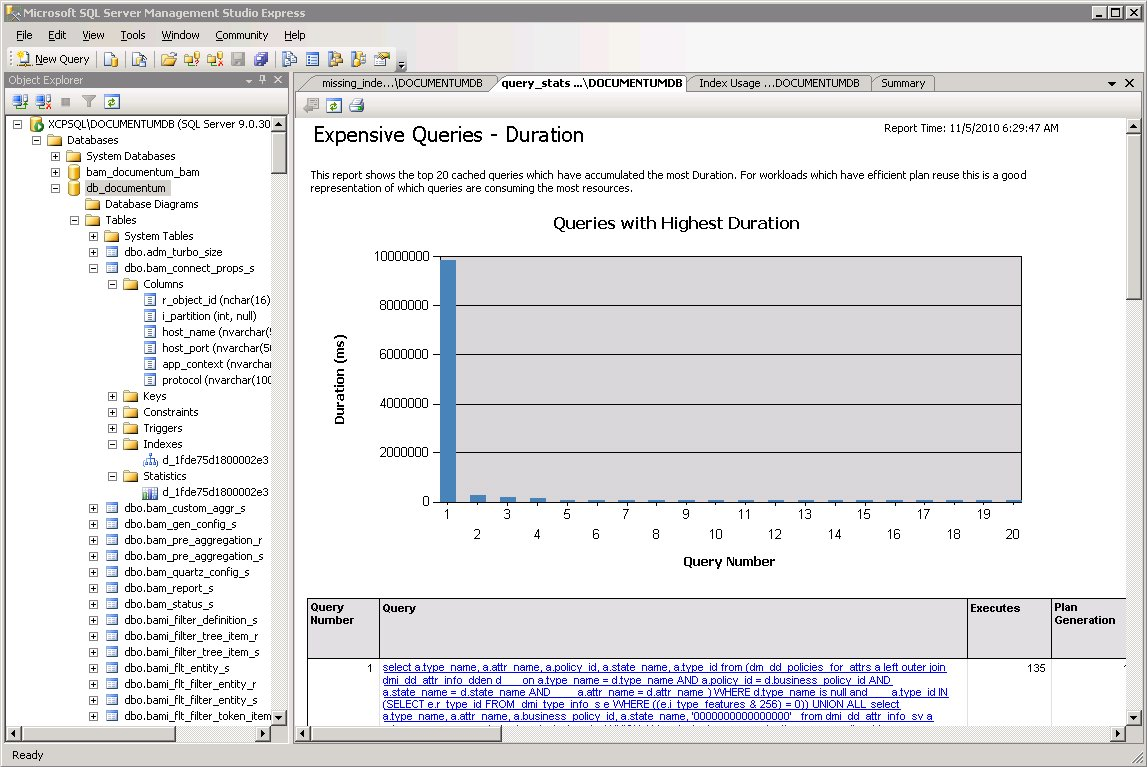 Microsoft SQL Server Management Studio Express
File Edit View Tools Window Community Help
New Query
Object Explorer
XCPSQL\DOCUMENTUMDB (SQL Server 9.0.30
Databases
System Databases
bam_documentum_bam
db_documentum
Database Diagrams
Tables
System Tables
dbo.adm_turbo_size
dbo.bam_connect_props_s
Columns
r_object_id (nchar(16)
i_partition (int, null)
host_name (nvarchar(
host_port (nvarchar(50
app_context (nvarchar
protocol (nvarchar(100
Keys
Constraints
Triggers
Indexes
d_1fde75d1800002e3
Statistics
d_1fde75d1800002e3
dbo.bam_custom_aggr_s
dbo.bam_gen_config_s
dbo.bam_pre_aggregation_r
dbo.bam_pre_aggregation_s
dbo.bam_quartz_config_s
dbo.bam_report_s
dbo.bam_status_s
dbo.bami_filter_definition_s
dbo.bami_filter_tree_item_r
dbo.bami_filter_tree_item_s
dbo.bami_flt_entity_s
dbo.bami_flt_filter_entity_r
dbo.bami_flt_filter_entity_s
dbo.bami_flt_filter_token_item
missing_inde...\DOCUMENTUMDB query_stats ...\DOCUMENTUMDB Index Usage ...DOCUMENTUMDB Summary
Expensive Queries - Duration
Report Time: 11/5/2010 6:29:47 AM
This report shows the top 20 cached queries which have accumulated the most Duration. For workloads which have efficient plan reuse this is a good
representation of which queries are consuming the most resources.
Queries with Highest Duration
Duration (ms)
10000000
8000000
6000000
4000000
2000000
0
1 3 5 7 9 11 13 15 17 19
2 4 6 8 10 12 14 16 18 20
Query Number
Query Number Query Executes Plan Generation
1 select a.type_name, a.attr_name, a.policy_id, a.state_name, a.type_id from (dm_dd_policies_for_attrs a left outer join 135
dmi_dd_attr_info_dden d on a.type_name = d.type_name AND a.policy_id = d.business_policy_id AND
a.state_name = d.state_name AND a.attr_name = d.attr_name ) WHERE d.type_name is null and a.type_id IN
(SELECT e.r_type_id FROM dmi_type_info_s e WHERE ((e.i_type_features & 256) = 0)) UNION ALL select
a.type_name, a.attr_name, a.business_policy_id, a.state_name, '0000000000000000' from dmi_dd_attr_info_sv a
Ready